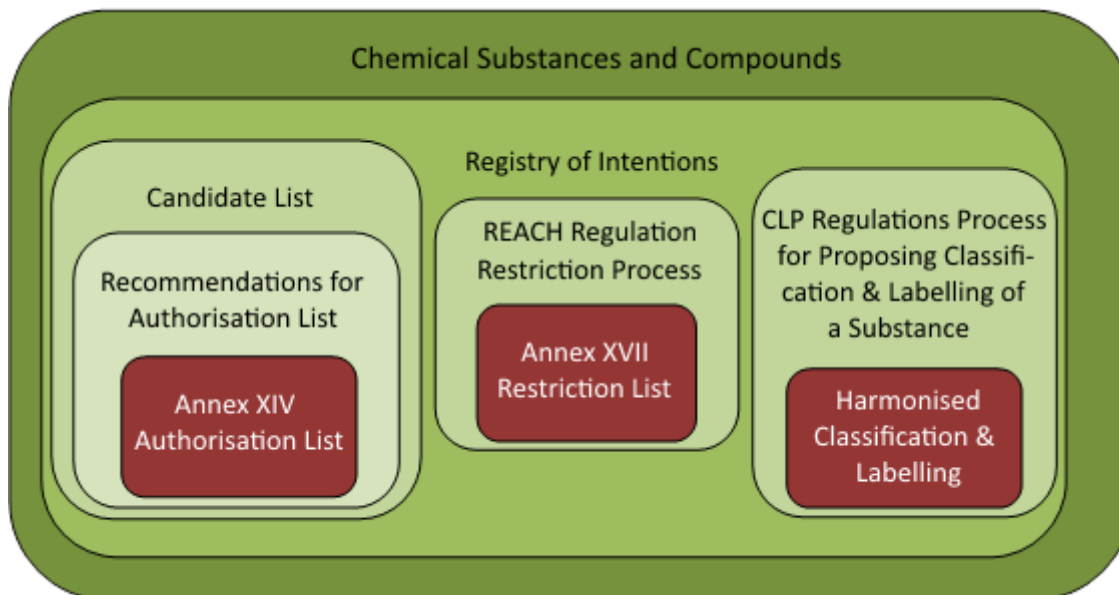 Chemical Substances and Compounds
Registry of Intentions
Candidate List
Recommendations for
Authorisation List
Annex XIV
Authorisation List
REACH Regulation
Restriction Process
Annex XVII
Restriction List
CLP Regulations Process
for Proposing Classifi-
cation & Labelling of
a Substance
Harmonised
Classification &
Labelling